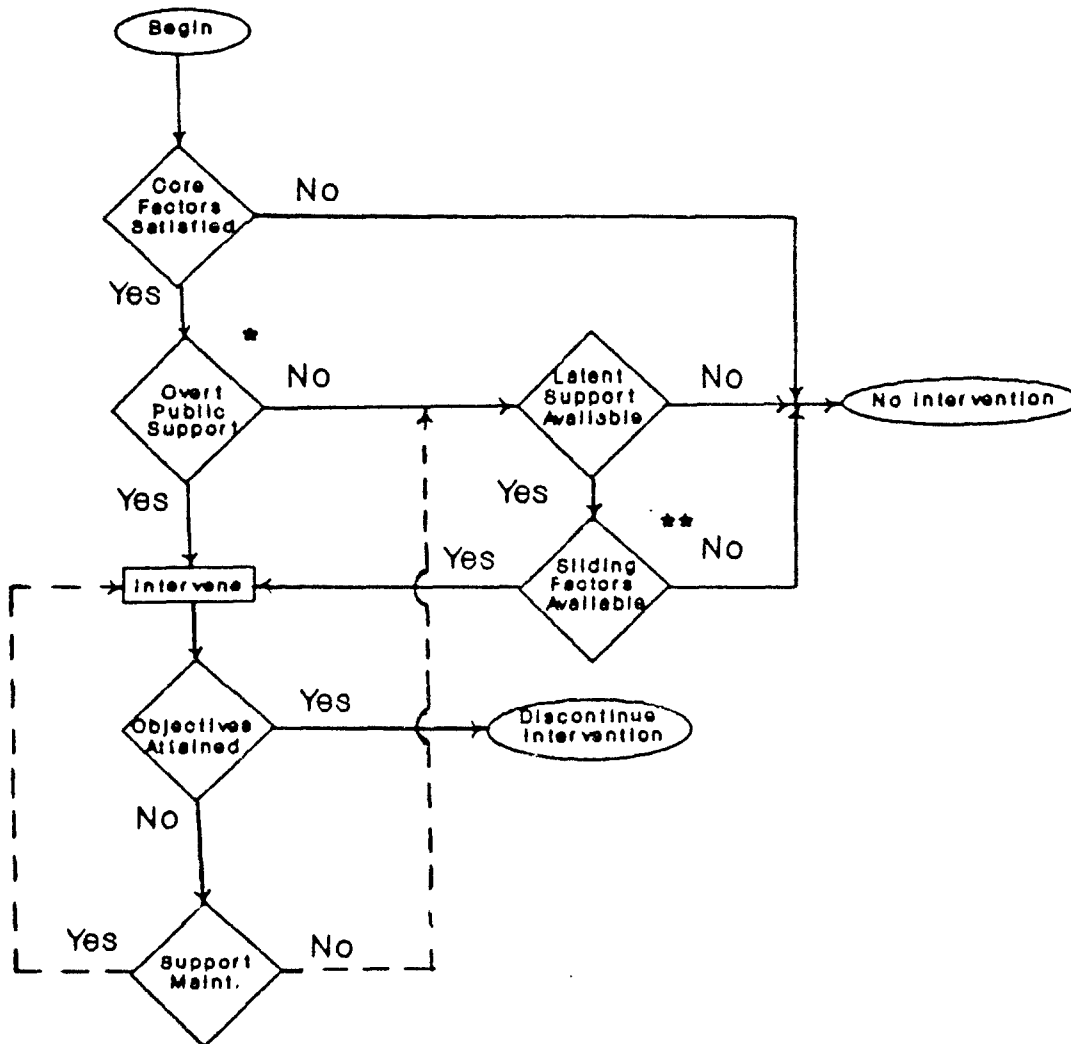 Begin
Core
Factors
Satisfied
No
Yes
*
Overt
Public
Support
No
Latent
Support
Available
No
No Intervention
Yes
Yes
**
Sliding
Factors
Available
Yes
No
Intervene
Objectives
Attained
Yes
Discontinue
Intervention
No
Support
Maint.
Yes
No